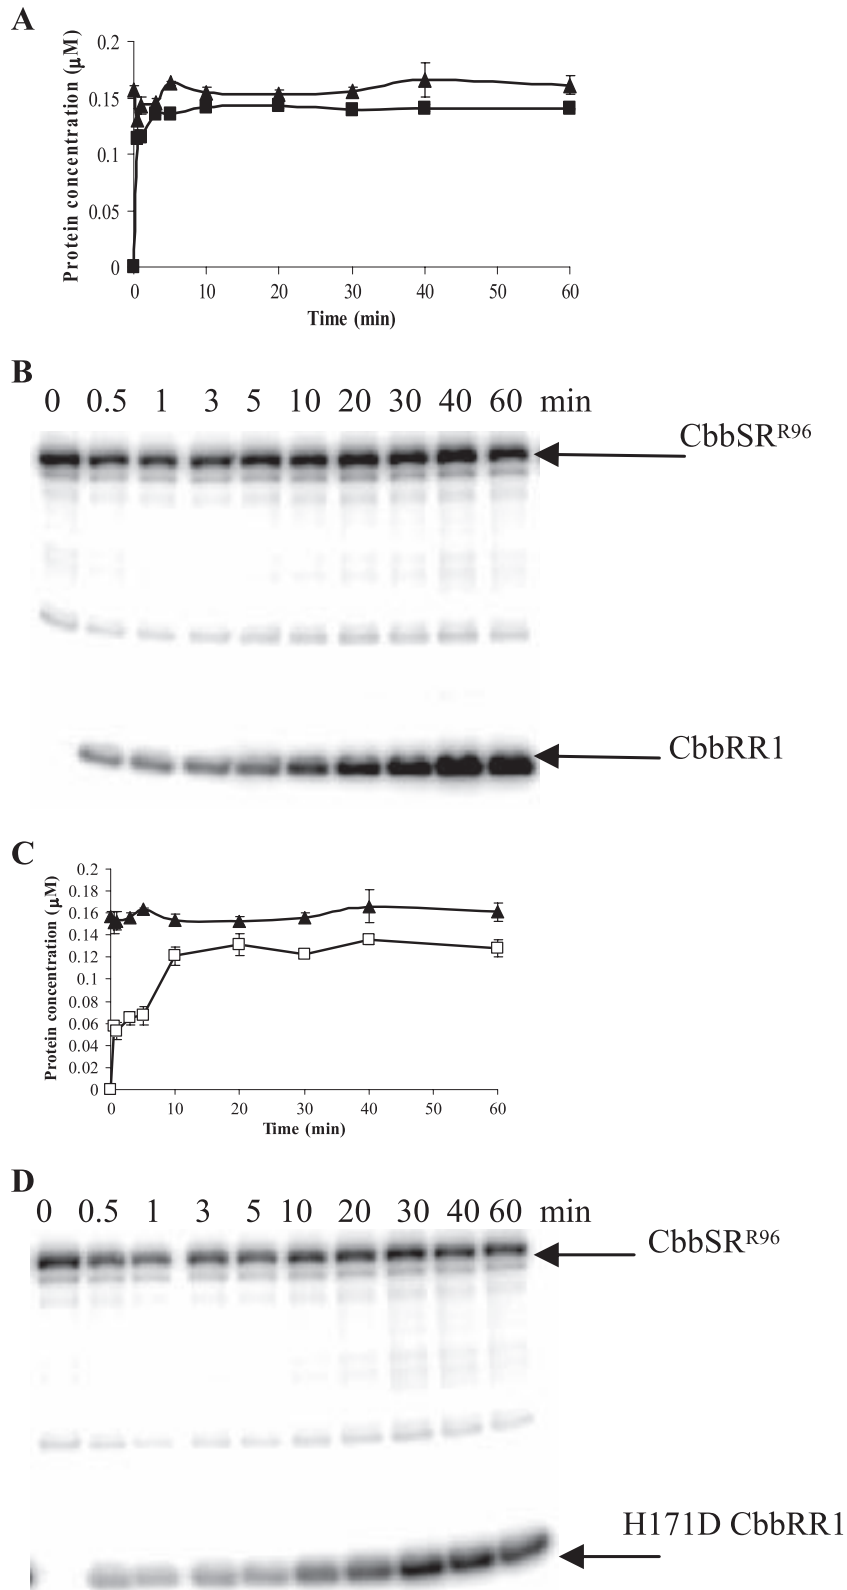 A
Protein concentration (µM)
0.2
0.15
0.1
0.05
0
0 10 20 30 40 50 60
Time (min)
B
0 0.5 1 3 5 10 20 30 40 60 min
CbbSR^R96
CbbRR1
C
Protein concentration (µM)
0.2
0.18
0.16
0.14
0.12
0.1
0.08
0.06
0.04
0.02
0
0 10 20 30 40 50 60
Time (min)
D
0 0.5 1 3 5 10 20 30 40 60 min
CbbSR^R96
H171D CbbRR1